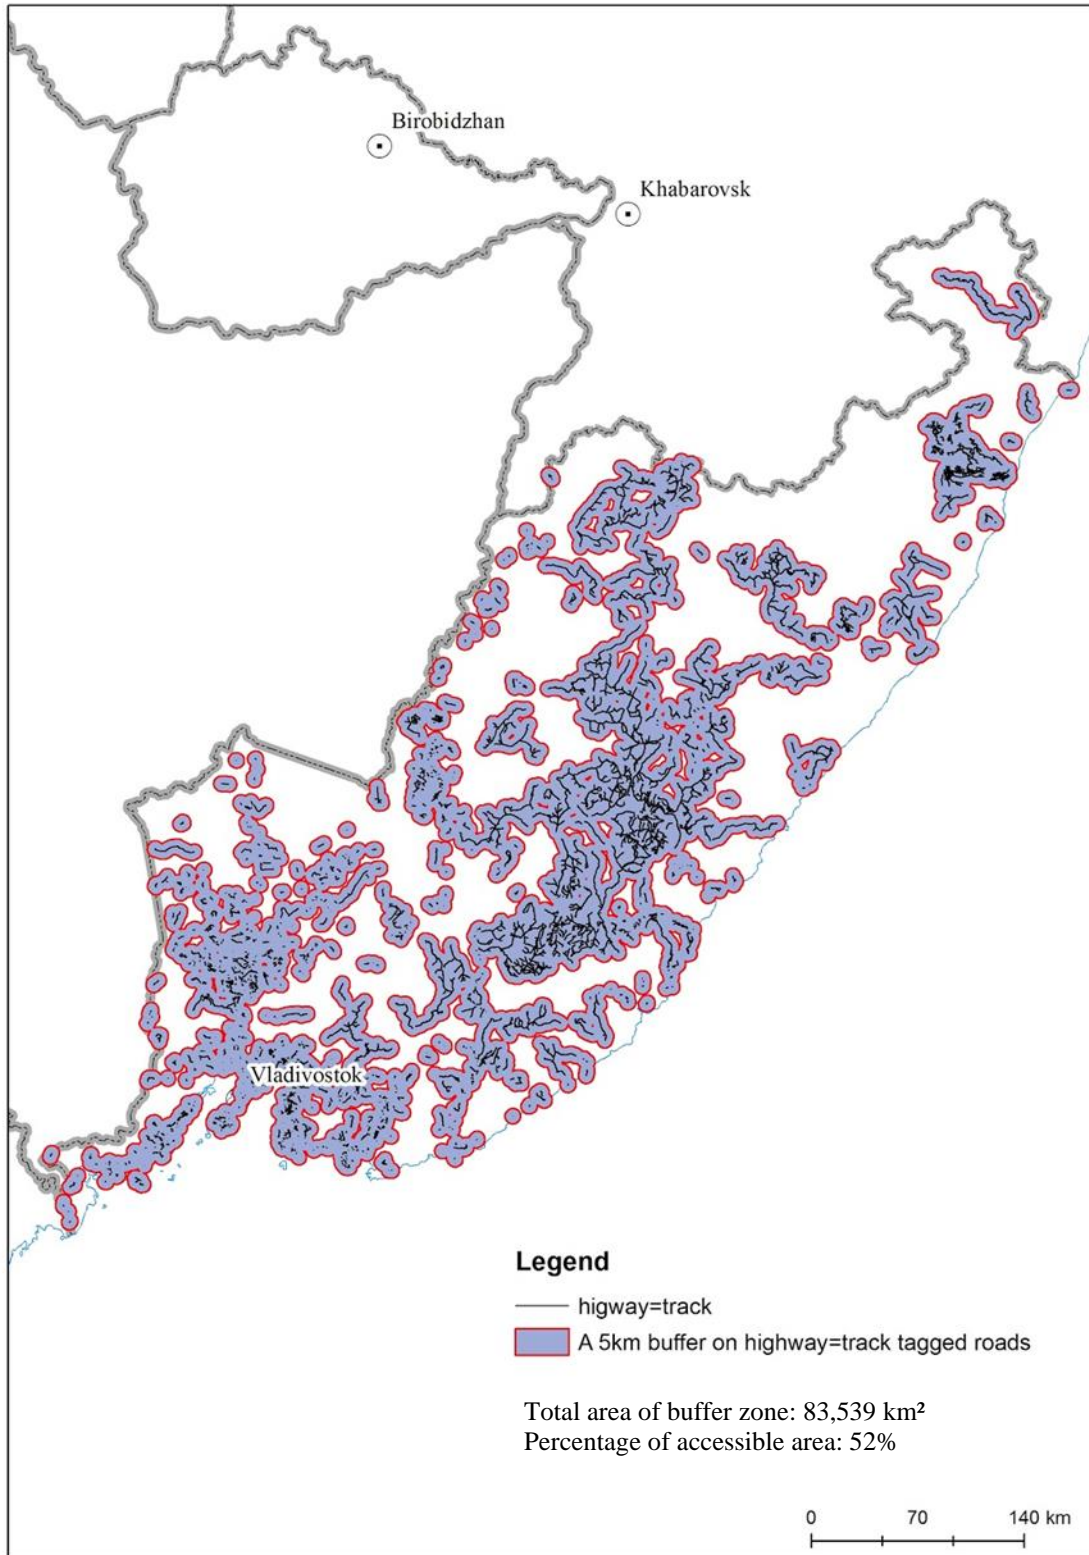 Birobidzhan
Khabarovsk
Vladivostok
Legend
higway=track
A 5km buffer on highway=track tagged roads
Total area of buffer zone: 83,539 km²
Percentage of accessible area: 52%
0 70 140 km